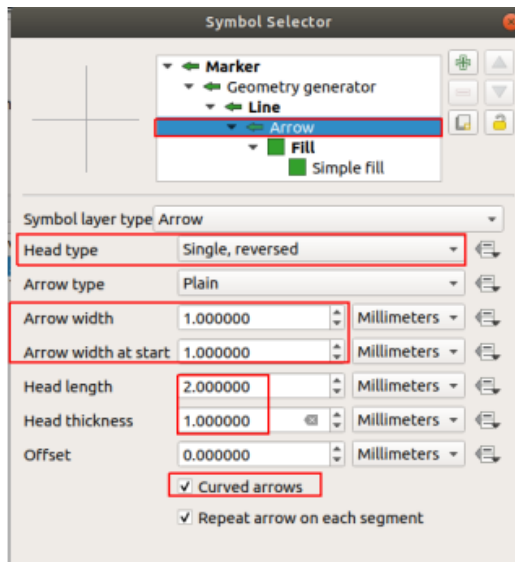 Symbol Selector
Marker
Geometry generator
Line
Arrow
Fill
Simple fill
Symbol layer type Arrow
Head type Single, reversed
Arrow type Plain
Arrow width 1.000000 Millimeters
Arrow width at start 1.000000 Millimeters
Head length 2.000000 Millimeters
Head thickness 1.000000 Millimeters
Offset 0.000000 Millimeters
Curved arrows
Repeat arrow on each segment